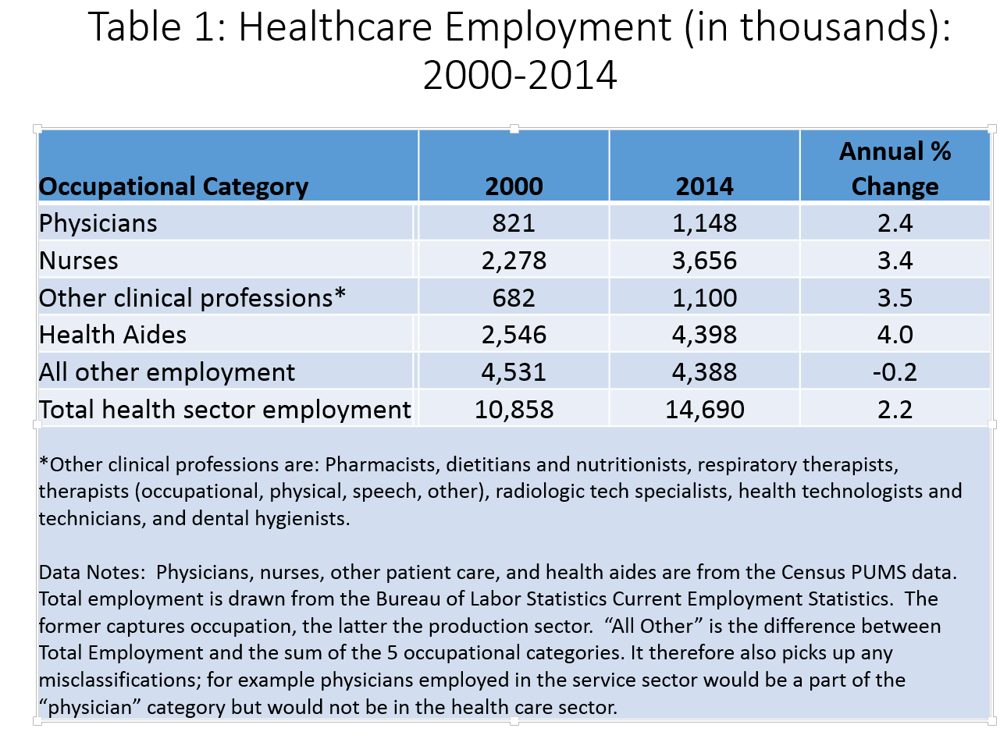 Table 1: Healthcare Employment (in thousands):
2000-2014
Occupational Category 2000 2014 Annual % Change
Physicians 821 1,148 2.4
Nurses 2,278 3,656 3.4
Other clinical professions* 682 1,100 3.5
Health Aides 2,546 4,398 4.0
All other employment 4,531 4,388 -0.2
Total health sector employment 10,858 14,690 2.2
*Other clinical professions are: Pharmacists, dietitians and nutritionists, respiratory therapists,
therapists (occupational, physical, speech, other), radiologic tech specialists, health technologists and
technicians, and dental hygienists.
Data Notes:  Physicians, nurses, other patient care, and health aides are from the Census PUMS data.
Total employment is drawn from the Bureau of Labor Statistics Current Employment Statistics.  The
former captures occupation, the latter the production sector.  “All Other” is the difference between
Total Employment and the sum of the 5 occupational categories. It therefore also picks up any
misclassifications; for example physicians employed in the service sector would be a part of the
“physician” category but would not be in the health care sector.